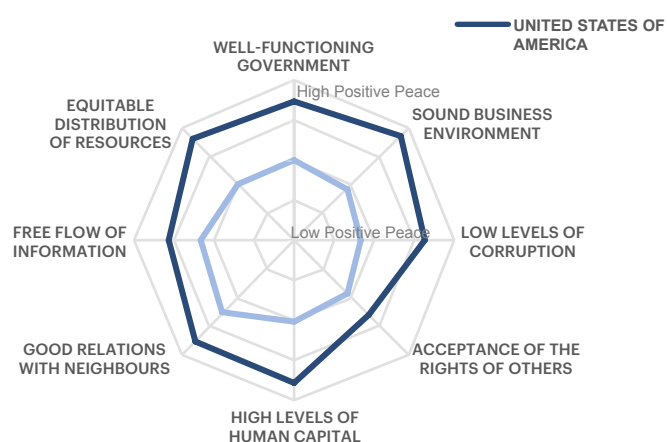 UNITED STATES OF
AMERICA
WELL-FUNCTIONING
GOVERNMENT
High Positive Peace
EQUITABLE
DISTRIBUTION
OF RESOURCES
SOUND BUSINESS
ENVIRONMENT
FREE FLOW OF
INFORMATION
Low Positive Peace
LOW LEVELS OF
CORRUPTION
GOOD RELATIONS
WITH NEIGHBOURS
ACCEPTANCE OF THE
RIGHTS OF OTHERS
HIGH LEVELS OF
HUMAN CAPITAL